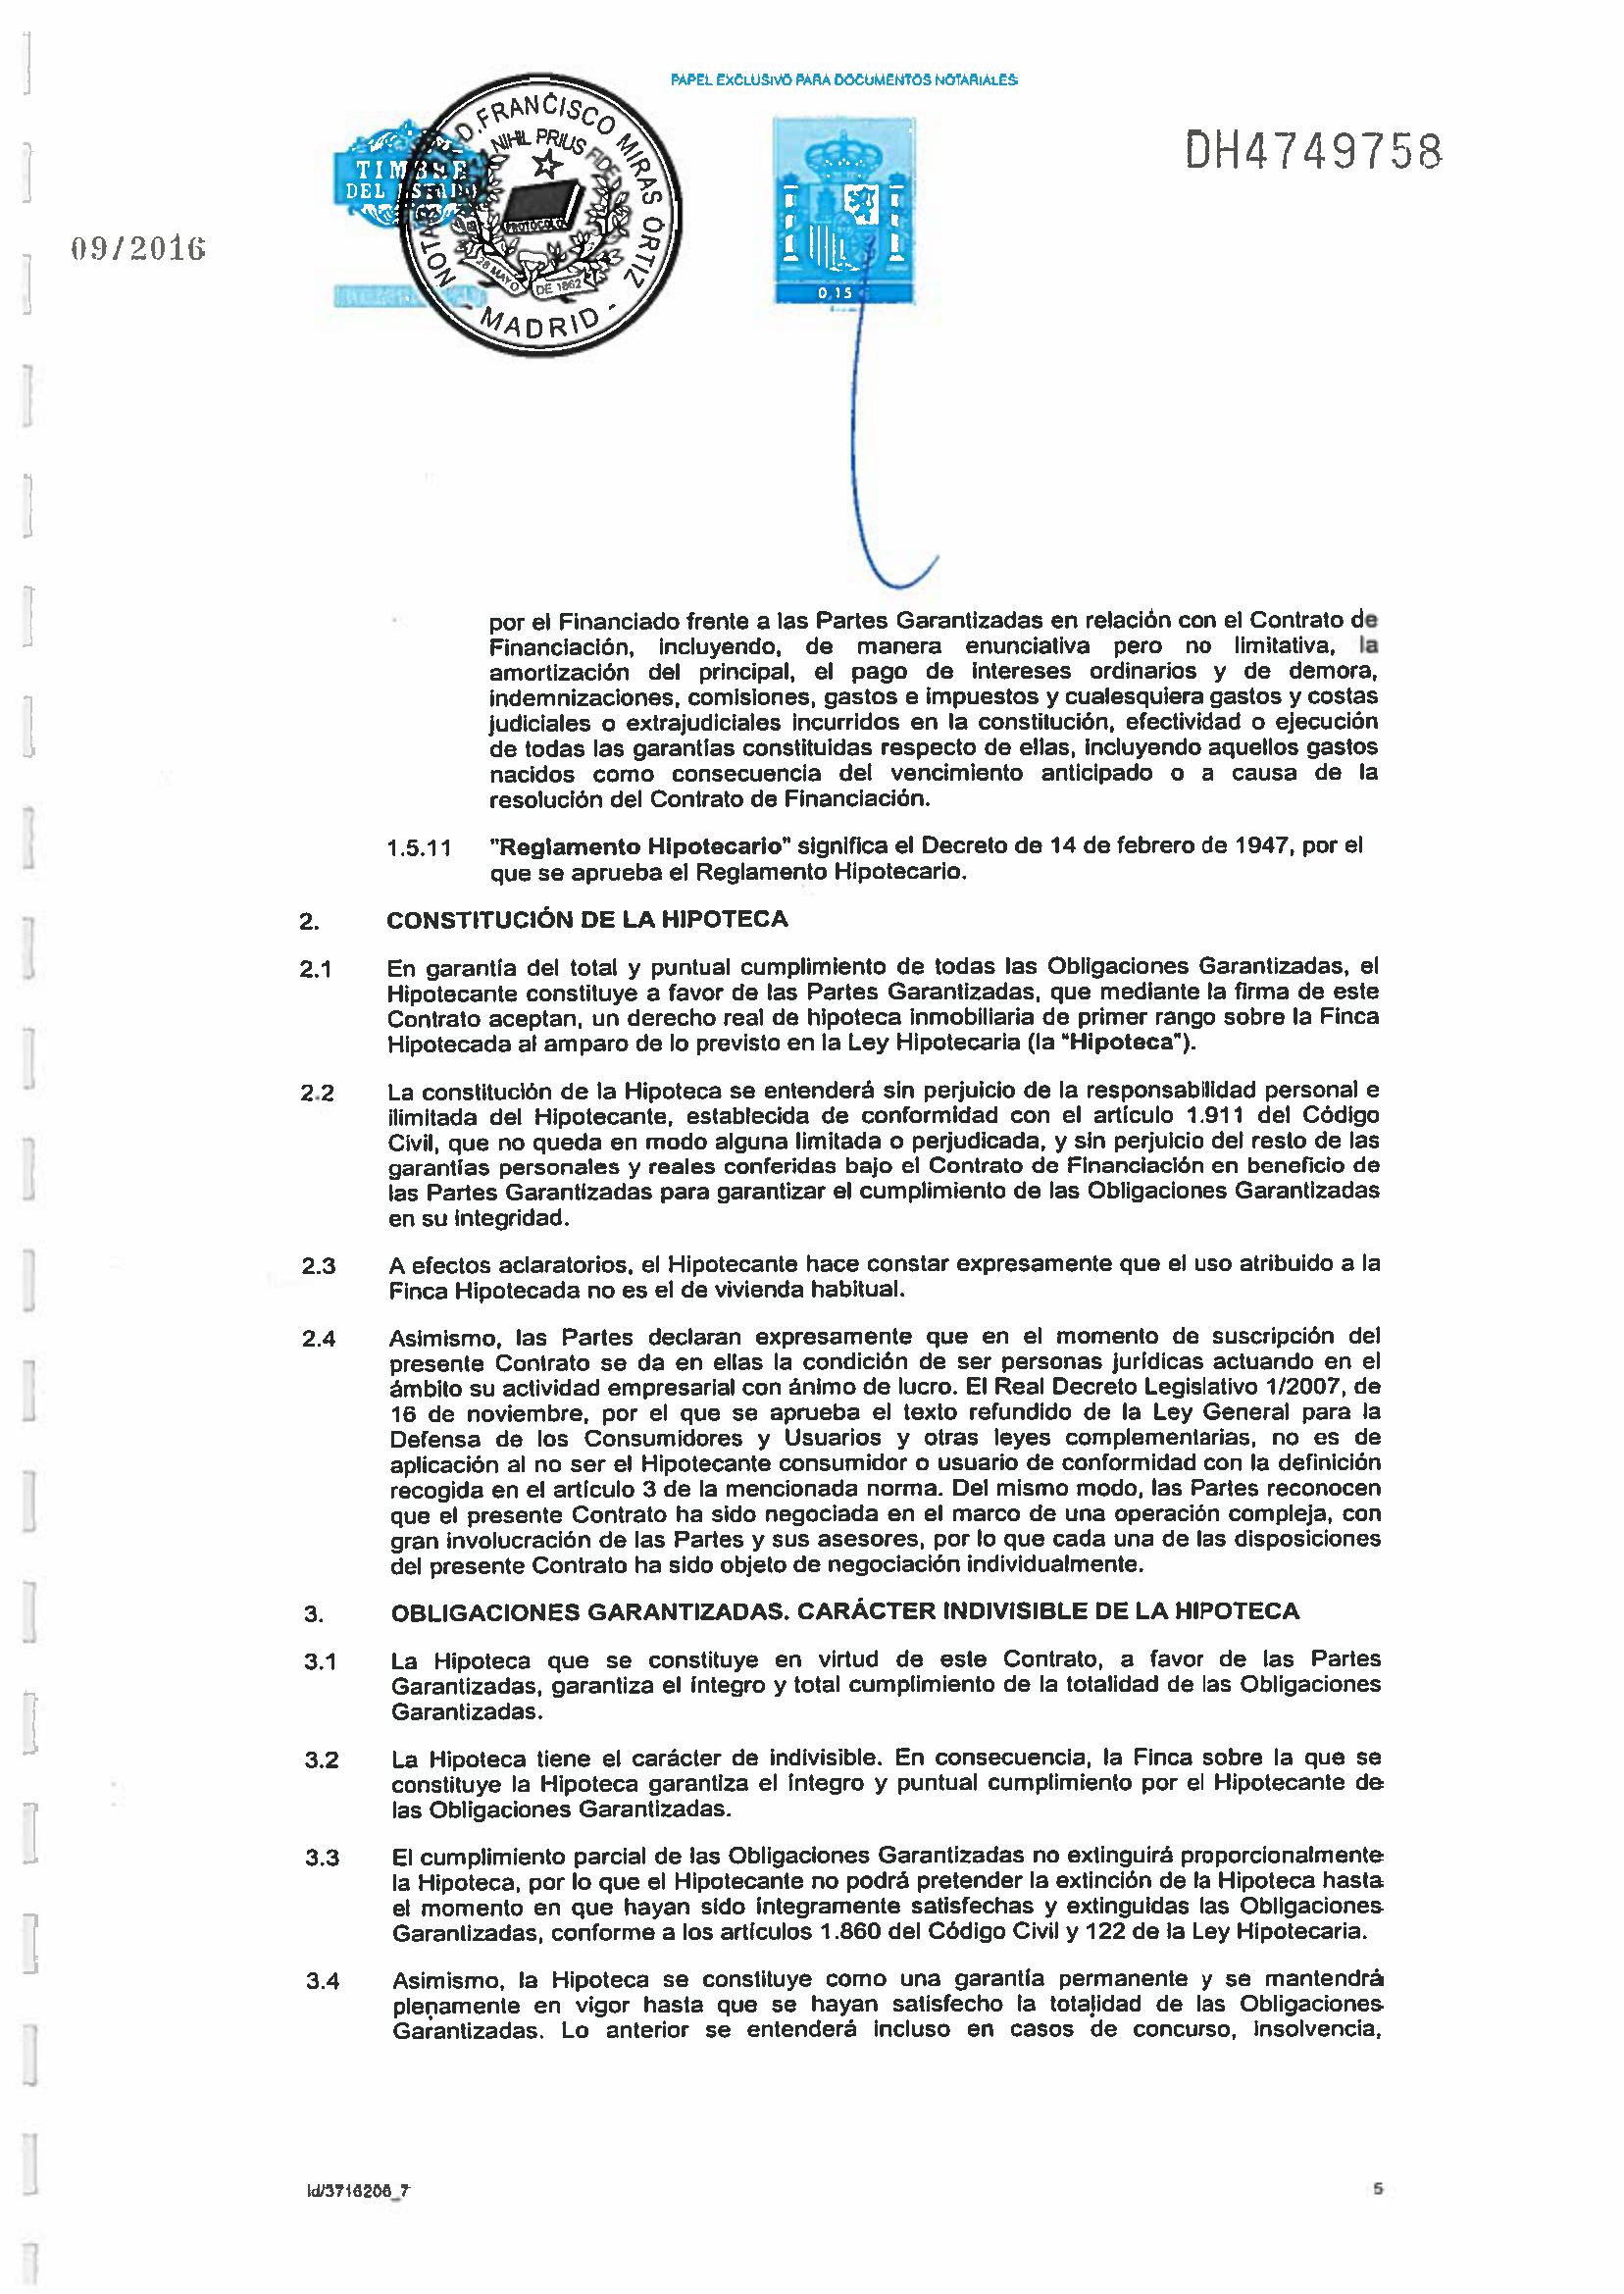 PAPEL EXCLUSIVO PARA DOCUMENTOS NOTARIALES
D. FRANCISCO MIRAS ORTIZ
NIHIL PRIUS FIDE
TIMBRE
DEL ESTADO
PROTOCOLO
28 MAYO DE 1862
- MADRID -
0,15
DH4749758
09/2016
por el Financiado frente a las Partes Garantizadas en relación con el Contrato de
Financiación, incluyendo, de manera enunciativa pero no limitativa, la
amortización del principal, el pago de intereses ordinarios y de demora,
indemnizaciones, comisiones, gastos e impuestos y cualesquiera gastos y costas
judiciales o extrajudiciales incurridos en la constitución, efectividad o ejecución
de todas las garantías constituidas respecto de ellas, incluyendo aquellos gastos
nacidos como consecuencia del vencimiento anticipado o a causa de la
resolución del Contrato de Financiación.
1.5.11 "Reglamento Hipotecario" significa el Decreto de 14 de febrero de 1947, por el
que se aprueba el Reglamento Hipotecario.
2. CONSTITUCIÓN DE LA HIPOTECA
2.1 En garantía del total y puntual cumplimiento de todas las Obligaciones Garantizadas, el
Hipotecante constituye a favor de las Partes Garantizadas, que mediante la firma de este
Contrato aceptan, un derecho real de hipoteca inmobiliaria de primer rango sobre la Finca
Hipotecada al amparo de lo previsto en la Ley Hipotecaria (la "Hipoteca").
2.2 La constitución de la Hipoteca se entenderá sin perjuicio de la responsabilidad personal e
ilimitada del Hipotecante, establecida de conformidad con el artículo 1.911 del Código
Civil, que no queda en modo alguna limitada o perjudicada, y sin perjuicio del resto de las
garantías personales y reales conferidas bajo el Contrato de Financiación en beneficio de
las Partes Garantizadas para garantizar el cumplimiento de las Obligaciones Garantizadas
en su integridad.
2.3 A efectos aclaratorios, el Hipotecante hace constar expresamente que el uso atribuido a la
Finca Hipotecada no es el de vivienda habitual.
2.4 Asimismo, las Partes declaran expresamente que en el momento de suscripción del
presente Contrato se da en ellas la condición de ser personas jurídicas actuando en el
ámbito su actividad empresarial con ánimo de lucro. El Real Decreto Legislativo 1/2007, de
16 de noviembre, por el que se aprueba el texto refundido de la Ley General para la
Defensa de los Consumidores y Usuarios y otras leyes complementarias, no es de
aplicación al no ser el Hipotecante consumidor o usuario de conformidad con la definición
recogida en el artículo 3 de la mencionada norma. Del mismo modo, las Partes reconocen
que el presente Contrato ha sido negociada en el marco de una operación compleja, con
gran involucración de las Partes y sus asesores, por lo que cada una de las disposiciones
del presente Contrato ha sido objeto de negociación individualmente.
3. OBLIGACIONES GARANTIZADAS. CARÁCTER INDIVISIBLE DE LA HIPOTECA
3.1 La Hipoteca que se constituye en virtud de este Contrato, a favor de las Partes
Garantizadas, garantiza el íntegro y total cumplimiento de la totalidad de las Obligaciones
Garantizadas.
3.2 La Hipoteca tiene el carácter de indivisible. En consecuencia, la Finca sobre la que se
constituye la Hipoteca garantiza el íntegro y puntual cumplimiento por el Hipotecante de
las Obligaciones Garantizadas.
3.3 El cumplimiento parcial de las Obligaciones Garantizadas no extinguirá proporcionalmente
la Hipoteca, por lo que el Hipotecante no podrá pretender la extinción de la Hipoteca hasta
el momento en que hayan sido íntegramente satisfechas y extinguidas las Obligaciones
Garantizadas, conforme a los artículos 1.860 del Código Civil y 122 de la Ley Hipotecaria.
3.4 Asimismo, la Hipoteca se constituye como una garantía permanente y se mantendrá
plenamente en vigor hasta que se hayan satisfecho la totalidad de las Obligaciones
Garantizadas. Lo anterior se entenderá incluso en casos de concurso, insolvencia,
ld/3716206_7
5